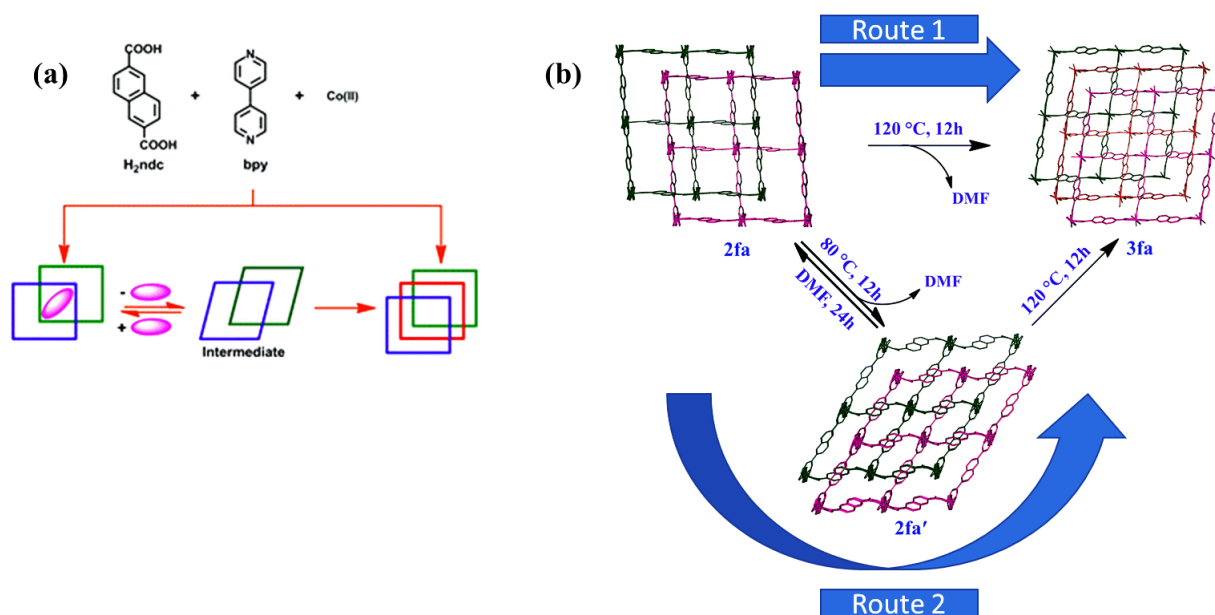 (a)
COOH
COOH
H₂ndc
+
N
N
bpy
+
Co(II)
-
+
Intermediate
(b)
Route 1
2fa
120 °C, 12h
DMF
3fa
80 °C, 12h
DMF
DMF, 24h
120 °C, 12h
2fa′
Route 2